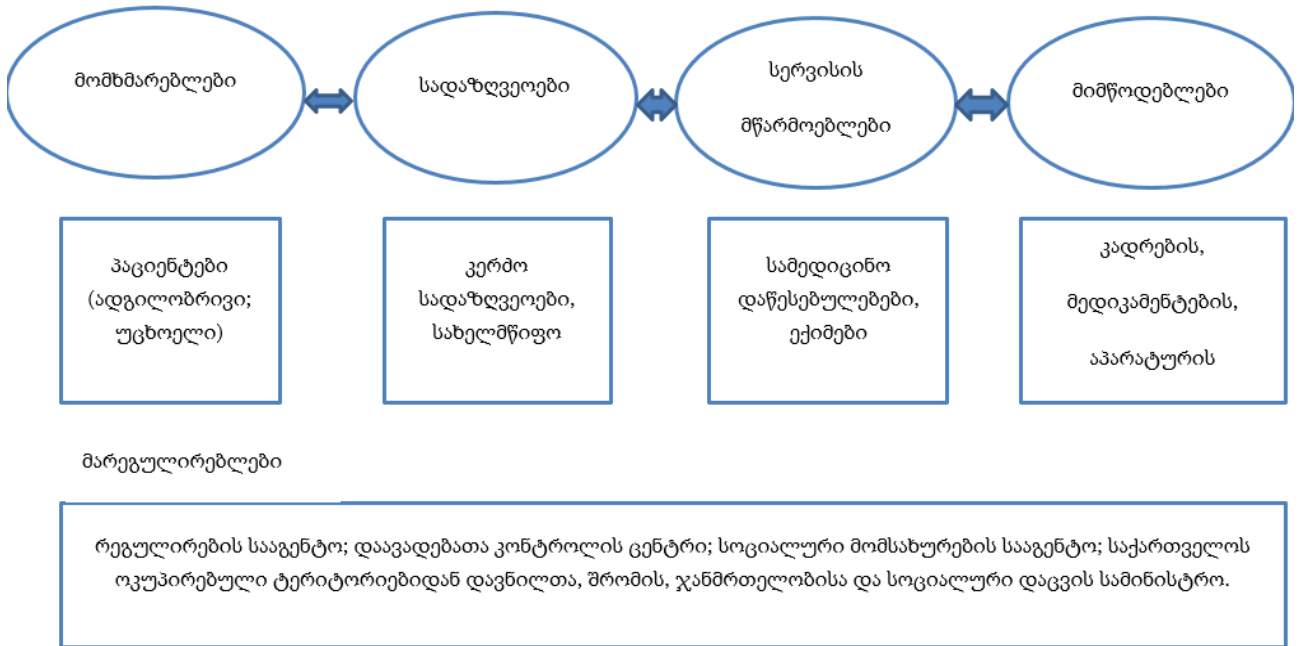 მომხმარებლები
სადაზღვეოები
სერვისის
მწარმოებლები
მიმწოდებლები
პაციენტები
(ადგილობრივი;
უცხოელი)
კერძო
სადაზღვეოები,
სახელმწიფო
სამედიცინო
დაწესებულებები,
ექიმები
კადრების,
მედიკამენტების,
აპარატურის
მარეგულირებლები
რეგულირების სააგენტო; დაავადებათა კონტროლის ცენტრი; სოციალური მომსახურების სააგენტო; საქართველოს
ოკუპირებული ტერიტორიებიდან დავნილთა, შრომის, ჯანმრთელობისა და სოციალური დაცვის სამინისტრო.